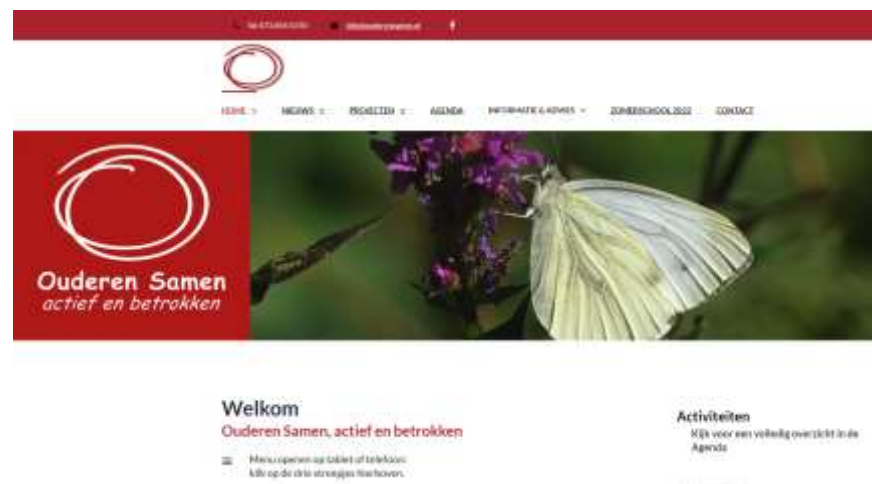 HOME NIEUWS PROJECTEN AGENDA INFORMATIE & ADVIES ZOMERSCHOOL 2022 CONTACT
Ouderen Samen
actief en betrokken
Welkom
Ouderen Samen, actief en betrokken
Menu openen op tablet of telefoon:
klik op de drie streepjes hierboven.
Activiteiten
Kijk voor een volledig overzicht in de
Agenda